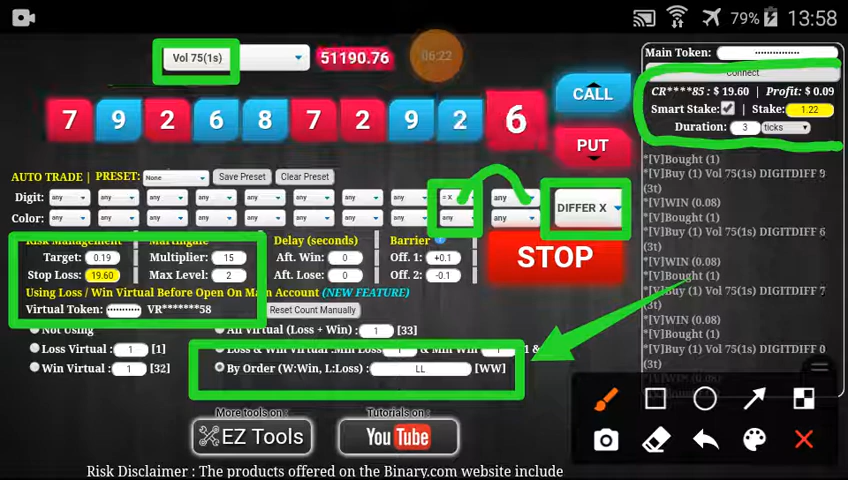 79% 13:58
Vol 75(1s) 51190.76 06:22
CALL
7 9 2 6 8 7 2 9 2 6
PUT
AUTO TRADE | PRESET: None Save Preset Clear Preset
Digit: any any any any any any any = X any
Color: any any any any any any any any any
DIFFER X
Risk Management Martingale Delay (seconds) Barrier
Target: 0.19 Multiplier: 15 Aft. Win: 0 Off. 1: +0.1
Stop Loss: 19.60 Max Level: 2 Aft. Loss: 0 Off. 2: -0.1
STOP
Using Loss / Win Virtual Before Open On Main Account (NEW FEATURE)
Virtual Token: ··········· VR*******58 Reset Count Manually
Not Using All Virtual (Loss + Win) : 1 [33]
Loss Virtual : 1 [1] Loss & Win Virtual :Min Loss 1 & Min Win 1
Win Virtual : 1 [32] By Order (W:Win, L:Loss) : LL [WW]
More tools on : Tutorials on :
EZ Tools YouTube
Risk Disclaimer : The products offered on the Binary.com website include
Main Token: ···············
Connect
CR****85 : $ 19.60 | Profit: $ 0.09
Smart Stake: | Stake: 1.22
Duration: 3 ticks
*[V]Bought (1)
*[V]Buy (1) Vol 75(1s) DIGITDIFF 9
(3t)
*[V]WIN (0.08)
*[V]Bought (1)
*[V]Buy (1) Vol 75(1s) DIGITDIFF 6
(3t)
*[V]WIN (0.08)
*[V]Bought (1)
*[V]Buy (1) Vol 75(1s) DIGITDIFF 7
(3t)
*[V]WIN (0.08)
*[V]Bought (1)
*[V]Buy (1) Vol 75(1s) DIGITDIFF 0
(3t)